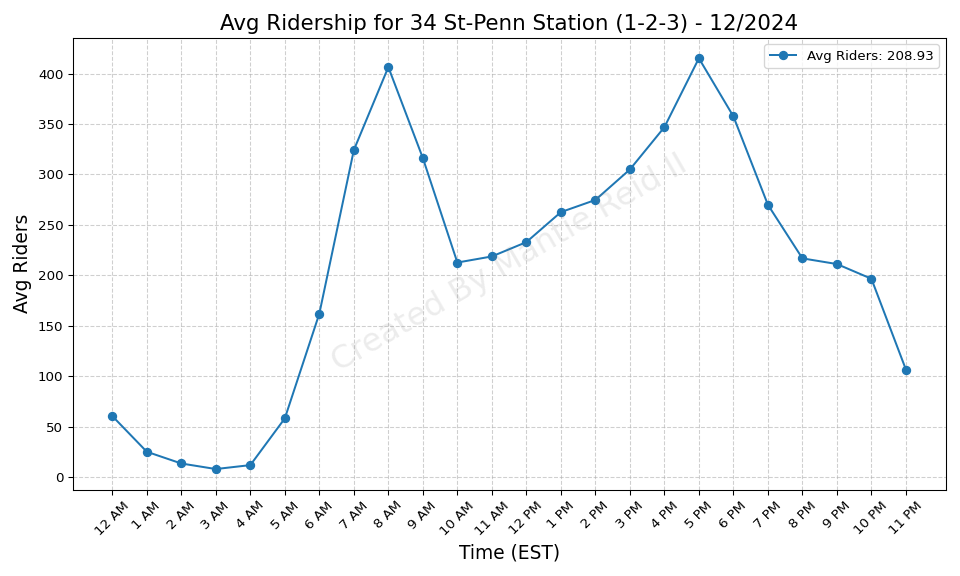 Avg Ridership for 34 St-Penn Station (1-2-3) - 12/2024
Avg Riders: 208.93
400
350
300
250
200
150
100
50
0
Avg Riders
Created By Mantie Reid II
12 AM
1 AM
2 AM
3 AM
4 AM
5 AM
6 AM
7 AM
8 AM
9 AM
10 AM
11 AM
12 PM
1 PM
2 PM
3 PM
4 PM
5 PM
6 PM
7 PM
8 PM
9 PM
10 PM
11 PM
Time (EST)